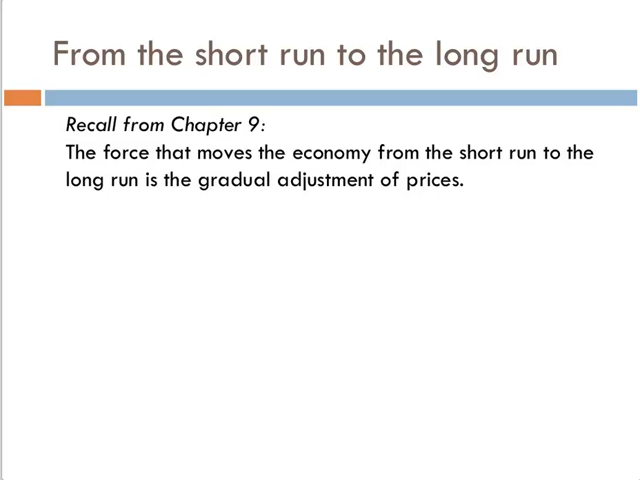 From the short run to the long run
Recall from Chapter 9:
The force that moves the economy from the short run to the
long run is the gradual adjustment of prices.